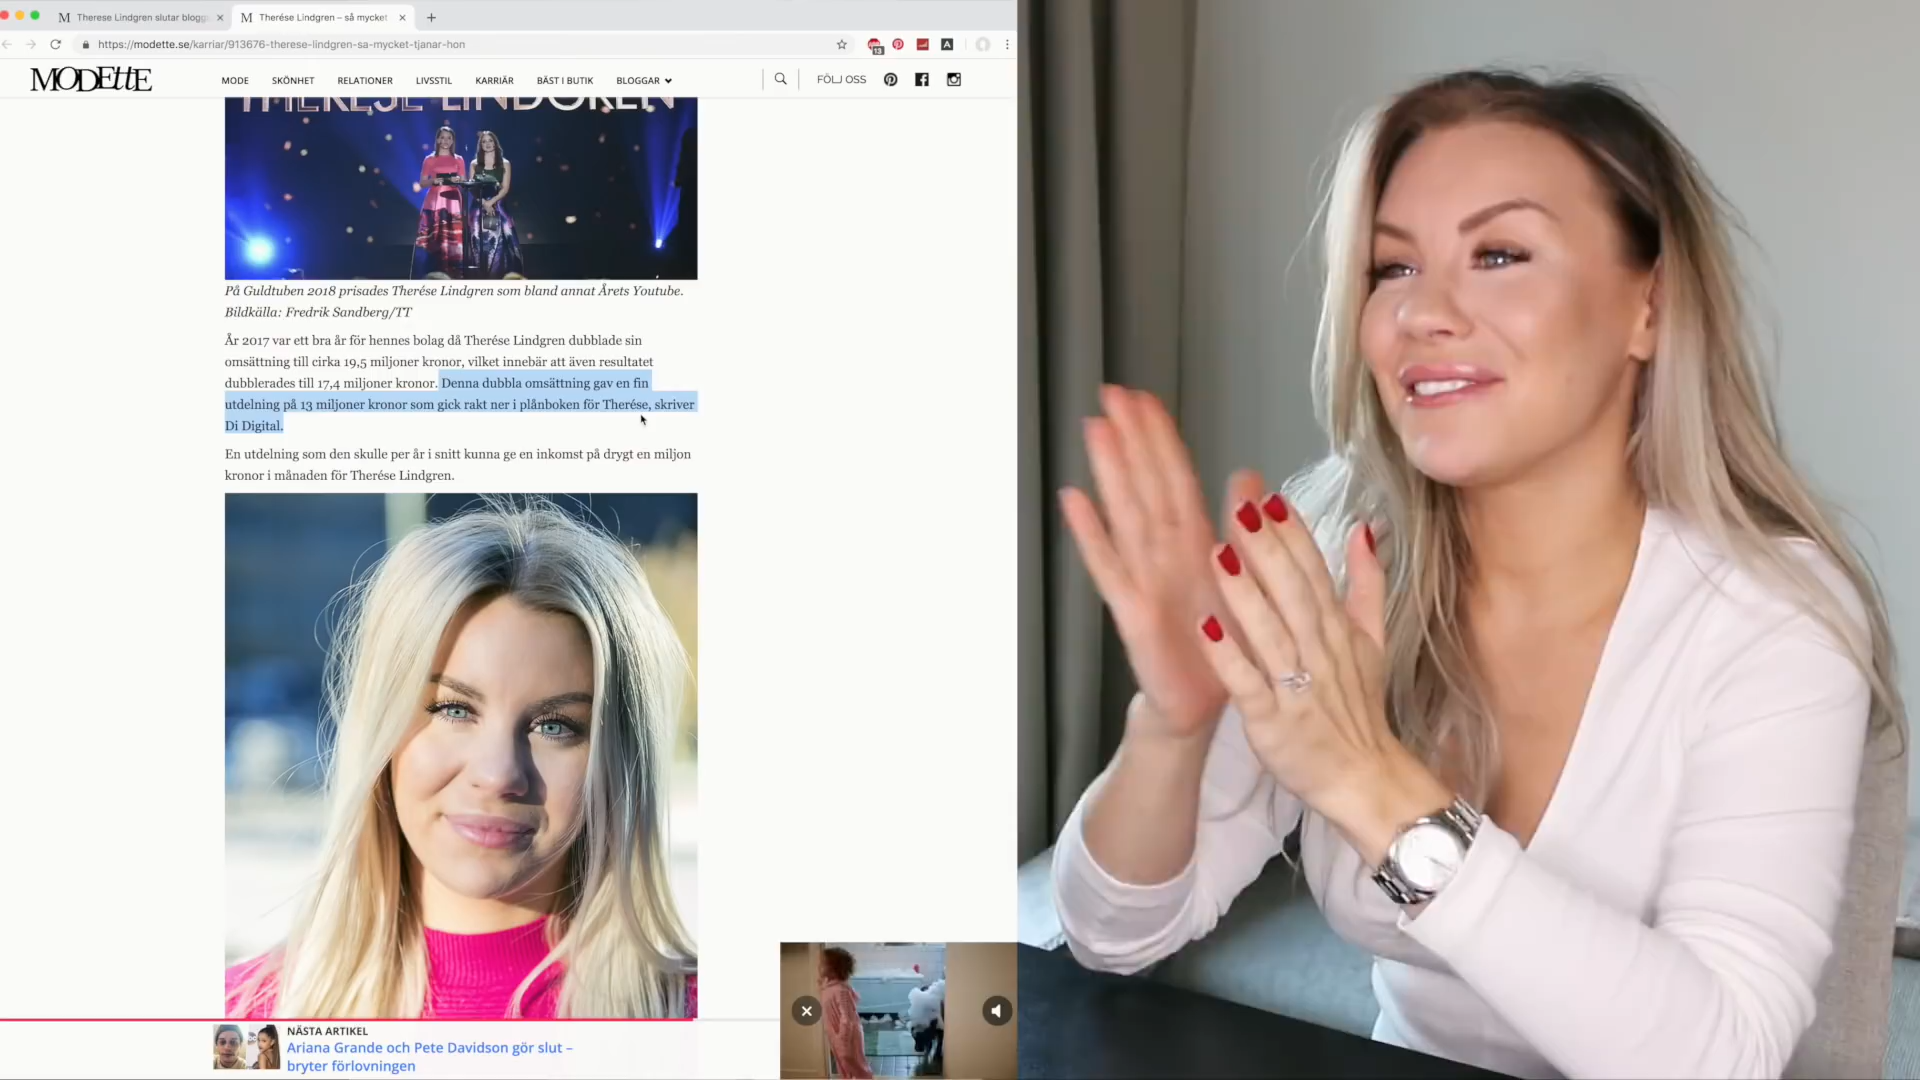 Therese Lindgren slutar blogg
Therése Lindgren – så mycket
https://modette.se/karriar/913676-therese-lindgren-sa-mycket-tjanar-hon
13
MODETTE
MODE SKÖNHET RELATIONER LIVSSTIL KARRIÄR BÄST I BUTIK BLOGGAR
FÖLJ OSS
THERÉSE LINDGREN
På Guldtuben 2018 prisades Therése Lindgren som bland annat Årets Youtube.
Bildkälla: Fredrik Sandberg/TT
År 2017 var ett bra år för hennes bolag då Therése Lindgren dubblade sin
omsättning till cirka 19,5 miljoner kronor, vilket innebär att även resultatet
dubblerades till 17,4 miljoner kronor. Denna dubbla omsättning gav en fin
utdelning på 13 miljoner kronor som gick rakt ner i plånboken för Therése, skriver
Di Digital.
En utdelning som den skulle per år i snitt kunna ge en inkomst på drygt en miljon
kronor i månaden för Therése Lindgren.
NÄSTA ARTIKEL
Ariana Grande och Pete Davidson gör slut –
bryter förlovningen